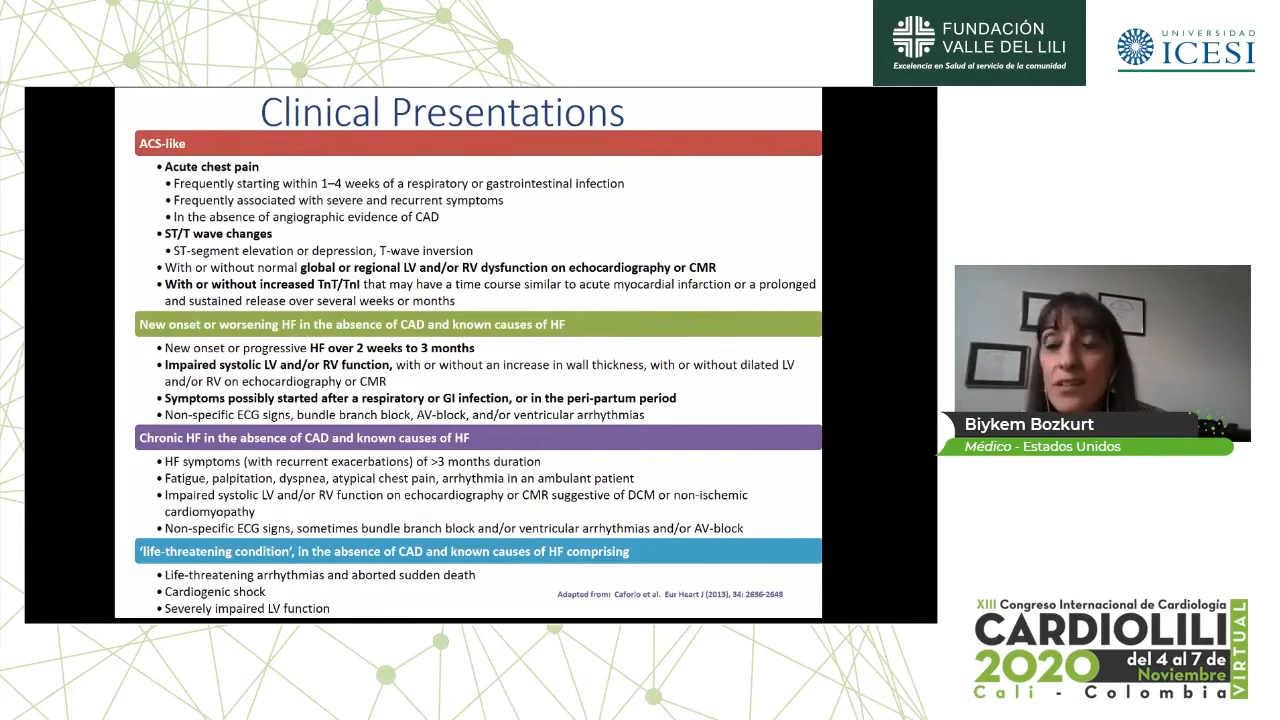 FUNDACIÓN
VALLE DEL LILI
Excelencia en Salud al servicio de la comunidad
UNIVERSIDAD
ICESI
Clinical Presentations
ACS-like
• Acute chest pain
• Frequently starting within 1–4 weeks of a respiratory or gastrointestinal infection
• Frequently associated with severe and recurrent symptoms
• In the absence of angiographic evidence of CAD
• ST/T wave changes
• ST-segment elevation or depression, T-wave inversion
• With or without normal global or regional LV and/or RV dysfunction on echocardiography or CMR
• With or without increased TnT/TnI that may have a time course similar to acute myocardial infarction or a prolonged
and sustained release over several weeks or months
New onset or worsening HF in the absence of CAD and known causes of HF
• New onset or progressive HF over 2 weeks to 3 months
• Impaired systolic LV and/or RV function, with or without an increase in wall thickness, with or without dilated LV
and/or RV on echocardiography or CMR
• Symptoms possibly started after a respiratory or GI infection, or in the peri-partum period
• Non-specific ECG signs, bundle branch block, AV-block, and/or ventricular arrhythmias
Chronic HF in the absence of CAD and known causes of HF
• HF symptoms (with recurrent exacerbations) of >3 months duration
• Fatigue, palpitation, dyspnea, atypical chest pain, arrhythmia in an ambulant patient
• Impaired systolic LV and/or RV function on echocardiography or CMR suggestive of DCM or non-ischemic
cardiomyopathy
• Non-specific ECG signs, sometimes bundle branch block and/or ventricular arrhythmias and/or AV-block
'life-threatening condition', in the absence of CAD and known causes of HF comprising
• Life-threatening arrhythmias and aborted sudden death
• Cardiogenic shock
• Severely impaired LV function
Adapted from: Caforio et al. Eur Heart J (2013), 34: 2636-2648
Biykem Bozkurt
Médico - Estados Unidos
XIII Congreso Internacional de Cardiología
CARDIOLILI
2020 del 4 al 7 de
Noviembre
Cali - Colombia
VIRTUAL